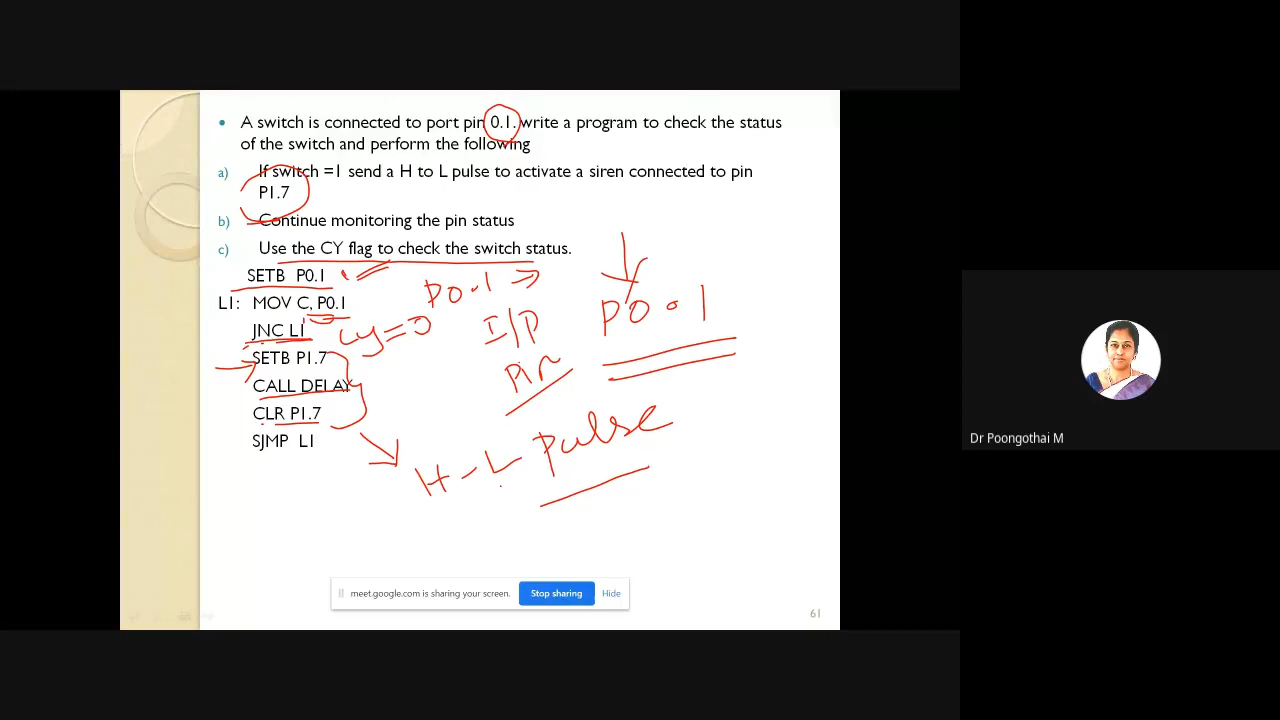 • A switch is connected to port pin 0.1. write a program to check the status
of the switch and perform the following
a) If switch =1 send a H to L pulse to activate a siren connected to pin
P1.7
b) Continue monitoring the pin status
c) Use the CY flag to check the switch status.
SETB P0.1
L1: MOV C, P0.1
JNC L1
SETB P1.7
CALL DELAY
CLR P1.7
SJMP L1
P0.1 →
Cy=0
I/P
Pin
P0.1
H-L Pulse
meet.google.com is sharing your screen. Stop sharing Hide
61
Dr Poongothai M